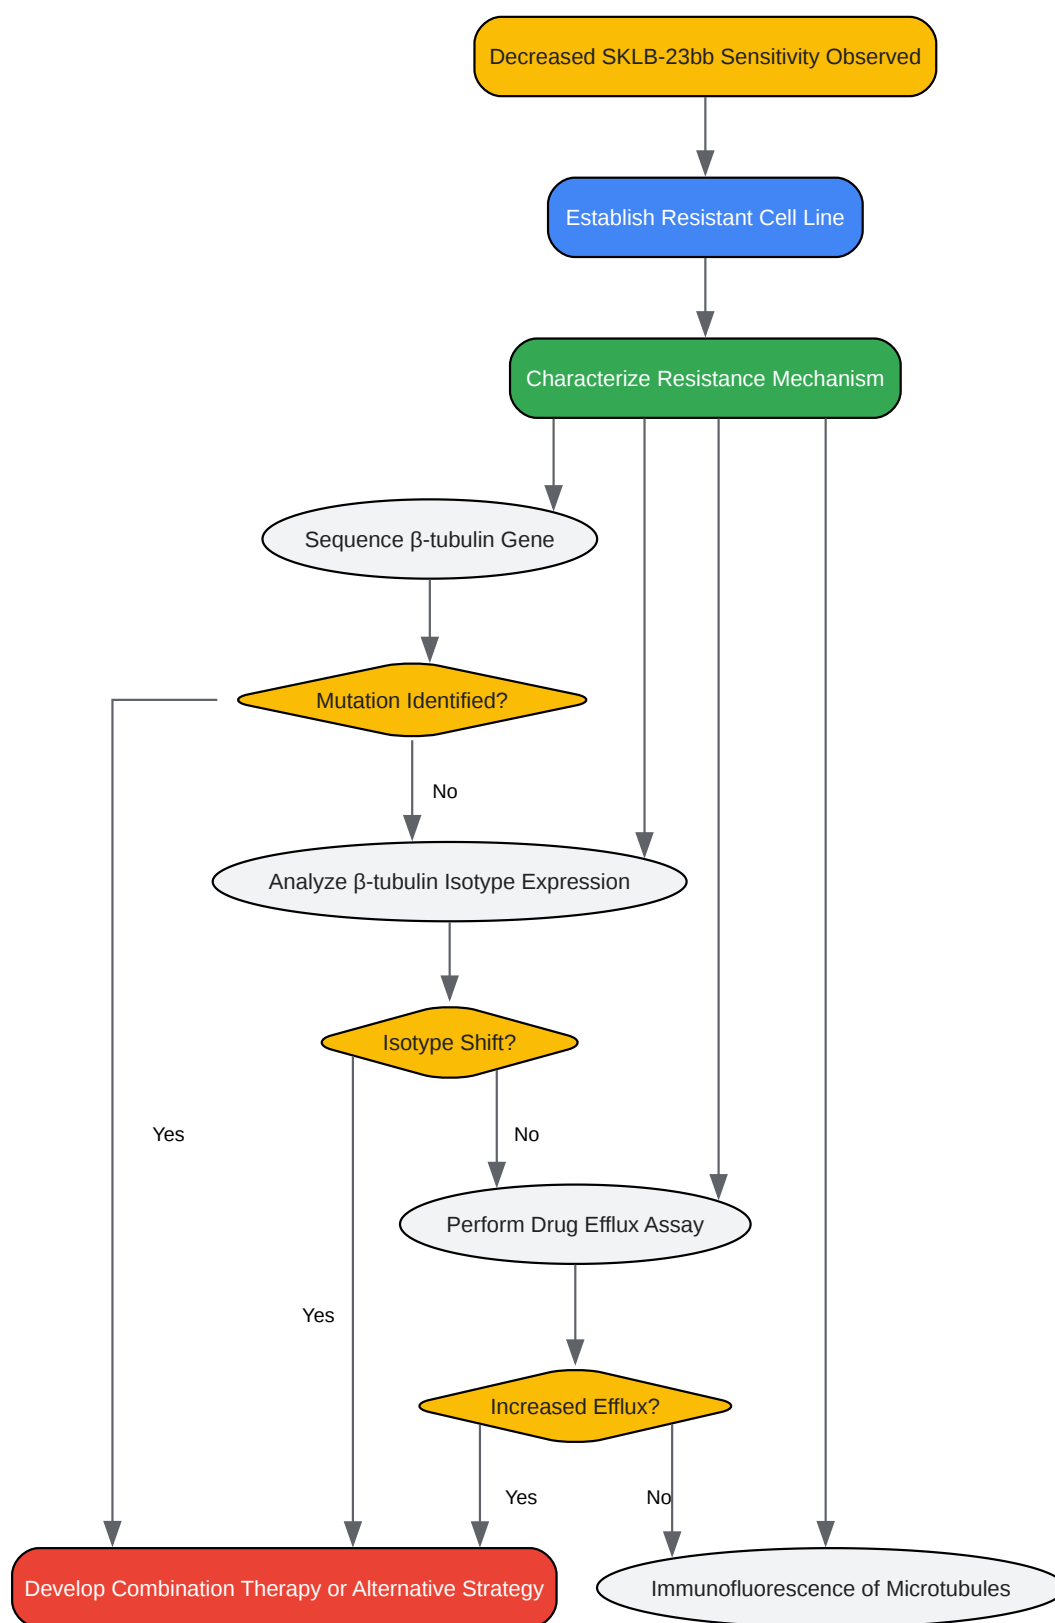 Decreased SKLB-23bb Sensitivity Observed
Establish Resistant Cell Line
Characterize Resistance Mechanism
Sequence β-tubulin Gene
Mutation Identified?
No
Analyze β-tubulin Isotype Expression
Isotype Shift?
Yes
No
Perform Drug Efflux Assay
Yes
Increased Efflux?
Yes
No
Develop Combination Therapy or Alternative Strategy
Immunofluorescence of Microtubules